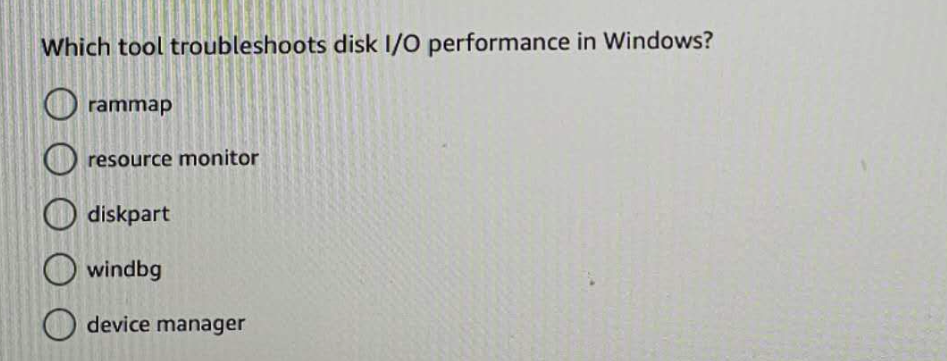 Which tool troubleshoots disk I/O performance in Windows?
rammap
resource monitor
diskpart
windbg
device manager